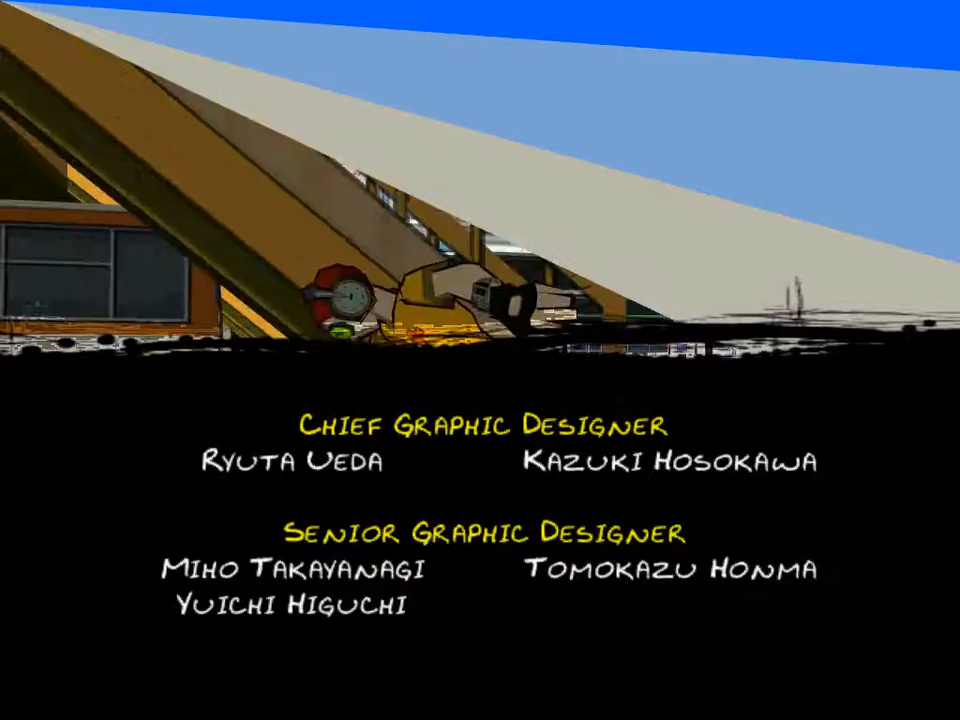 Chief Graphic Designer
Ryuta Ueda Kazuki Hosokawa
Senior Graphic Designer
Miho Takayanagi Tomokazu Honma
Yuichi Higuchi